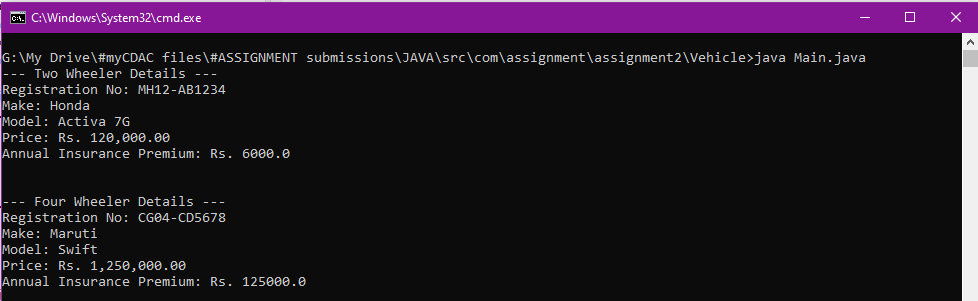 C:\Windows\System32\cmd.exe
G:\My Drive\#myCDAC files\#ASSIGNMENT submissions\JAVA\src\com\assignment\assignment2\Vehicle>java Main.java
--- Two Wheeler Details ---
Registration No: MH12-AB1234
Make: Honda
Model: Activa 7G
Price: Rs. 120,000.00
Annual Insurance Premium: Rs. 6000.0
--- Four Wheeler Details ---
Registration No: CG04-CD5678
Make: Maruti
Model: Swift
Price: Rs. 1,250,000.00
Annual Insurance Premium: Rs. 125000.0